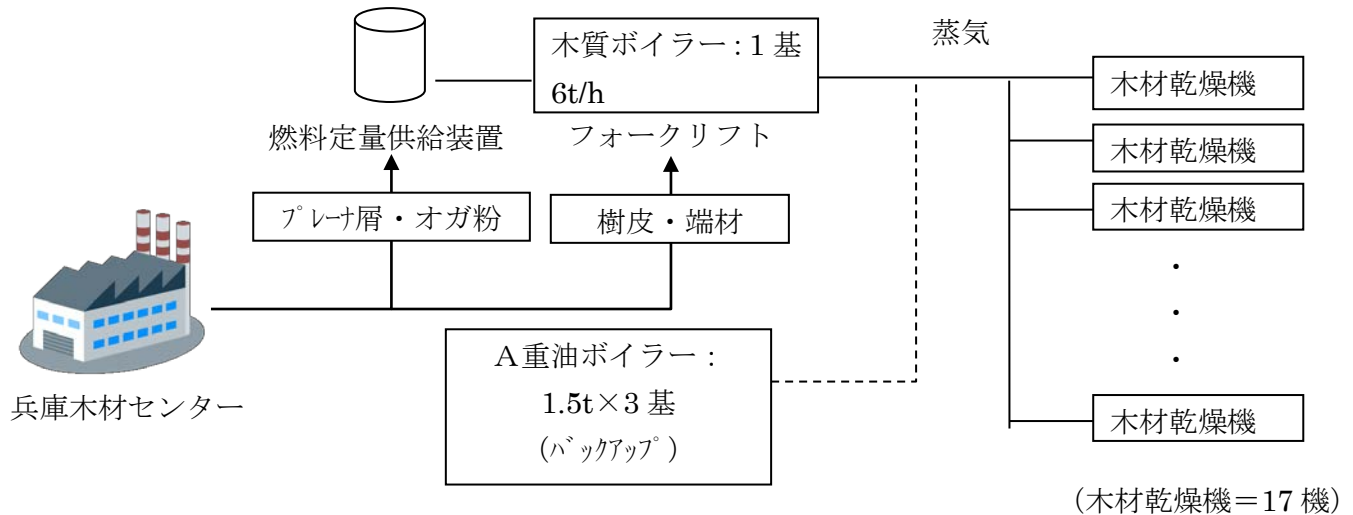 蒸気
木質ボイラー：1 基
6t/h
木材乾燥機
燃料定量供給装置
フォークリフト
木材乾燥機
ﾌﾟﾚｰﾅ屑・オガ粉
樹皮・端材
木材乾燥機
・
・
・
Ａ重油ボイラー：
1.5t×3 基
(ﾊﾞｯｸｱｯﾌﾟ)
兵庫木材センター
木材乾燥機
(木材乾燥機＝17 機)